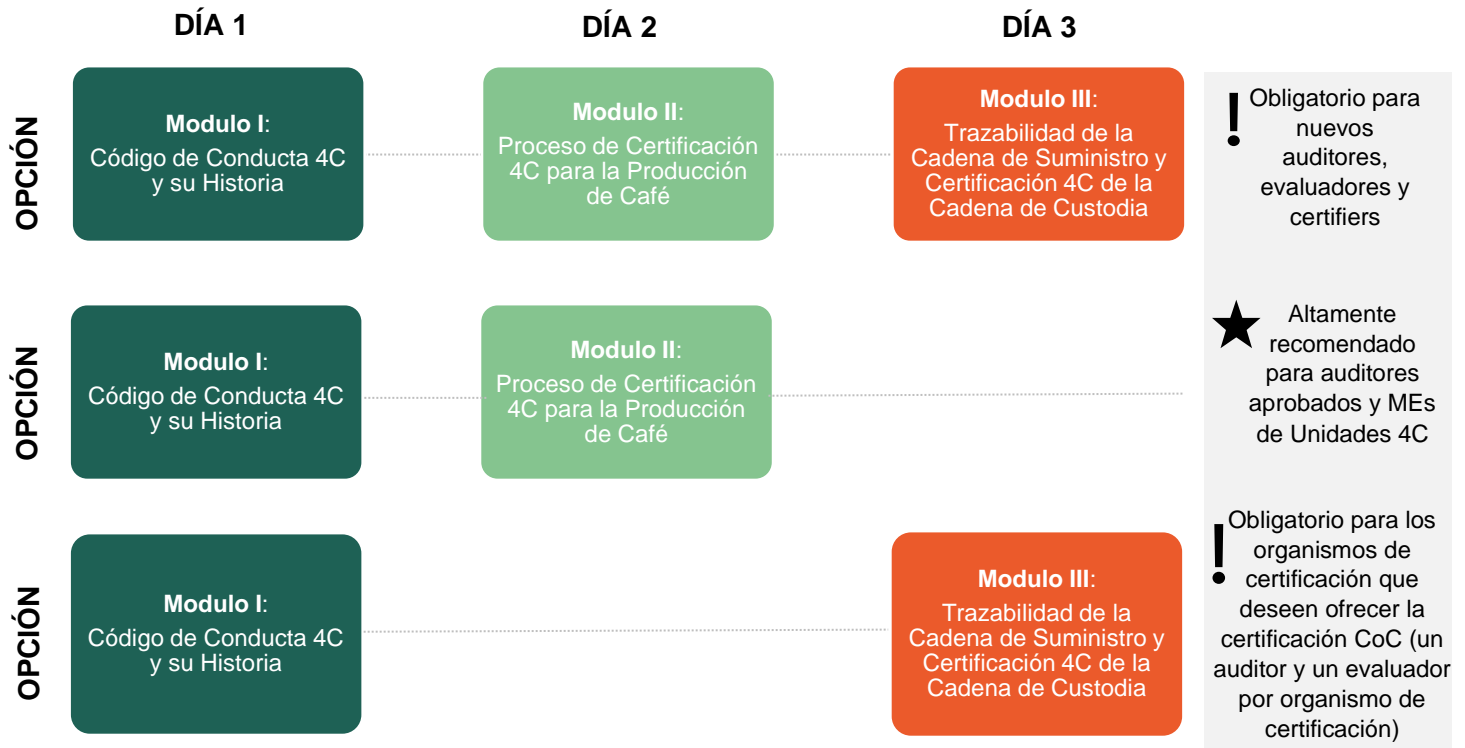 DÍA 1
DÍA 2
DÍA 3
OPCIÓN
Modulo I:
Código de Conducta 4C
y su Historia
Modulo II:
Proceso de Certificación
4C para la Producción
de Café
Modulo III:
Trazabilidad de la
Cadena de Suministro y
Certificación 4C de la
Cadena de Custodia
! Obligatorio para
nuevos
auditores,
evaluadores y
certifiers
OPCIÓN
Modulo I:
Código de Conducta 4C
y su Historia
Modulo II:
Proceso de Certificación
4C para la Producción
de Café
Altamente
recomendado
para auditores
aprobados y MEs
de Unidades 4C
OPCIÓN
Modulo I:
Código de Conducta 4C
y su Historia
Modulo III:
Trazabilidad de la
Cadena de Suministro y
Certificación 4C de la
Cadena de Custodia
! Obligatorio para los
organismos de
certificación que
deseen ofrecer la
certificación CoC (un
auditor y un evaluador
por organismo de
certificación)